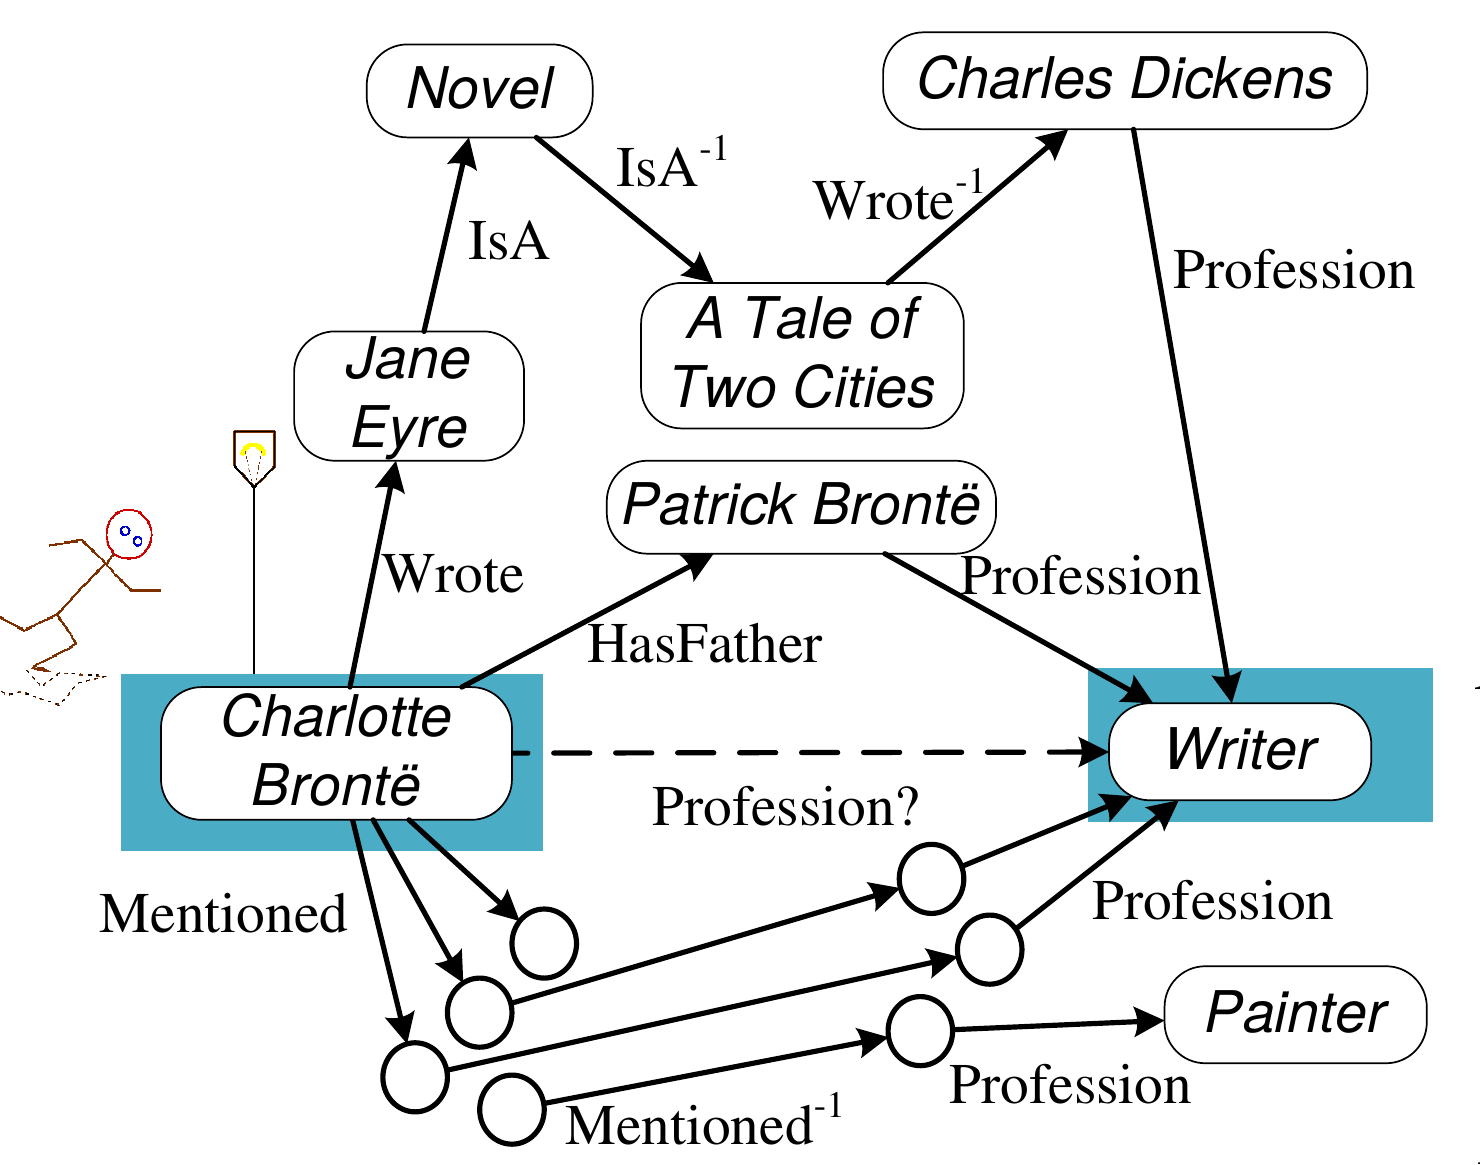 Novel
Charles Dickens
IsA⁻¹
Wrote⁻¹
IsA
Profession
A Tale of
Two Cities
Jane
Eyre
Patrick Brontë
Wrote
Profession
HasFather
Charlotte
Brontë
Writer
Profession?
Mentioned
Profession
Painter
Profession
Mentioned⁻¹